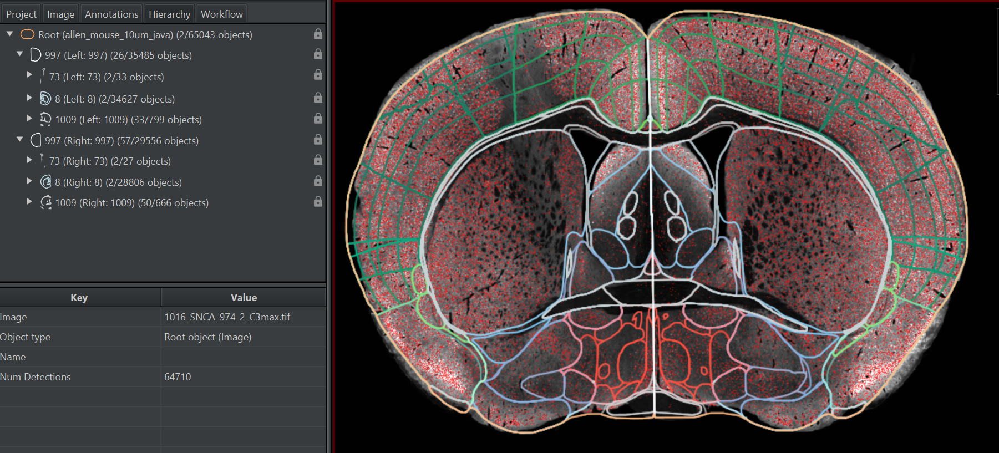 Project Image Annotations Hierarchy Workflow
Root (allen_mouse_10um_java) (2/65043 objects)
997 (Left: 997) (26/35485 objects)
73 (Left: 73) (2/33 objects)
8 (Left: 8) (2/34627 objects)
1009 (Left: 1009) (33/799 objects)
997 (Right: 997) (57/29556 objects)
73 (Right: 73) (2/27 objects)
8 (Right: 8) (2/28806 objects)
1009 (Right: 1009) (50/666 objects)
Key Value
Image 1016_SNCA_974_2_C3max.tif
Object type Root object (Image)
Name
Num Detections 64710